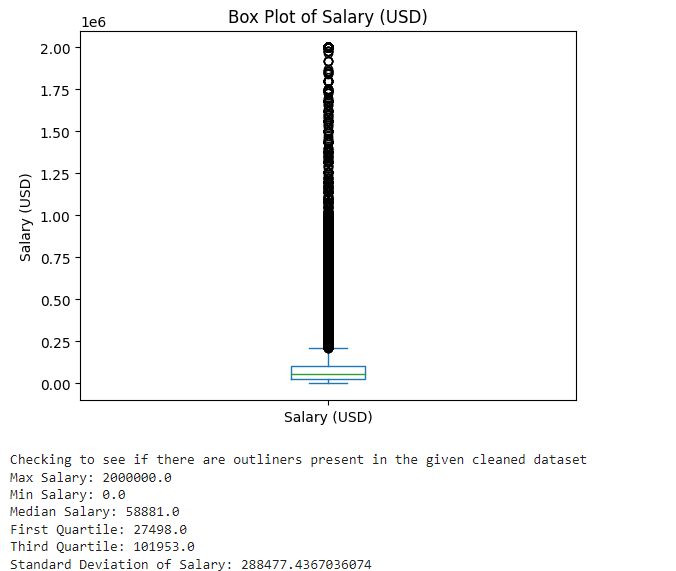 Box Plot of Salary (USD)
1e6
2.00
1.75
1.50
1.25
1.00
0.75
0.50
0.25
0.00
Salary (USD)
Salary (USD)
Checking to see if there are outliners present in the given cleaned dataset
Max Salary: 2000000.0
Min Salary: 0.0
Median Salary: 58881.0
First Quartile: 27498.0
Third Quartile: 101953.0
Standard Deviation of Salary: 288477.4367036074